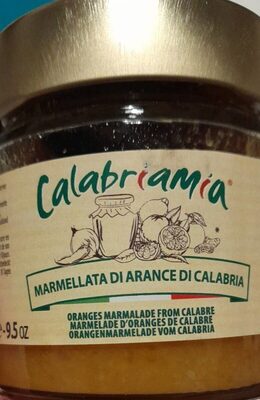 Calabriamia®
MARMELLATA DI ARANCE DI CALABRIA
ORANGES MARMALADE FROM CALABRE
MARMELADE D'ORANGES DE CALABRE
ORANGENMARMELADE VOM CALABRIA
9.5 OZ